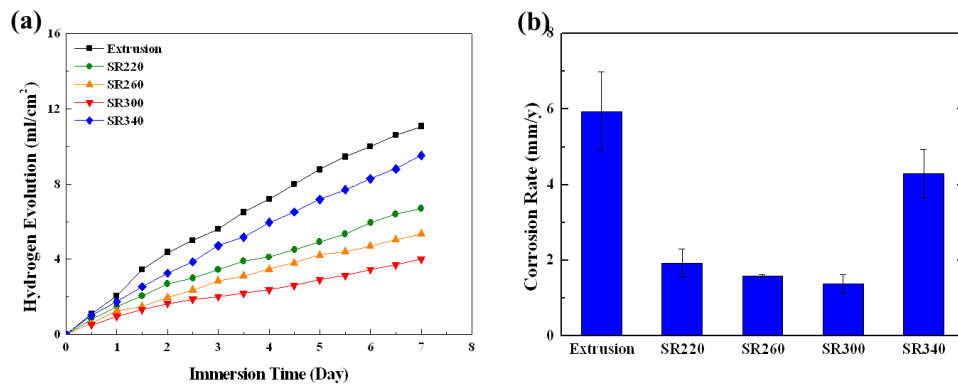 (a)
16
12
8
4
0
Hydrogen Evolution (ml/cm²)
Extrusion
SR220
SR260
SR300
SR340
0 1 2 3 4 5 6 7 8
Immersion Time (Day)
(b)
8
6
4
2
0
Corrosion Rate (mm/y)
Extrusion SR220 SR260 SR300 SR340